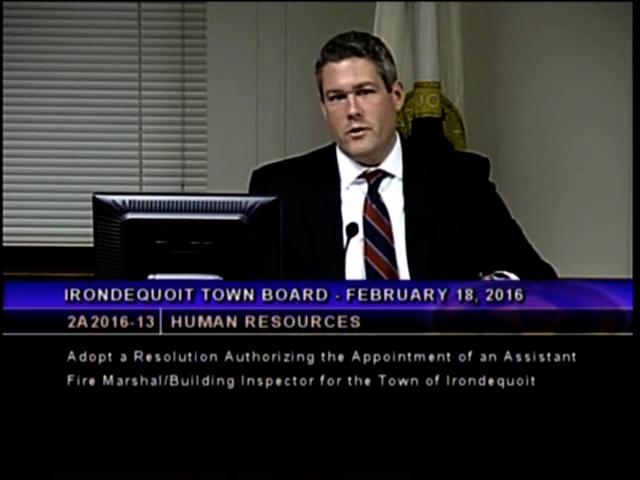 IRONDEQUOIT TOWN BOARD - FEBRUARY 18, 2016
2A2016-13 HUMAN RESOURCES
Adopt a Resolution Authorizing the Appointment of an Assistant
Fire Marshal/Building Inspector for the Town of Irondequoit